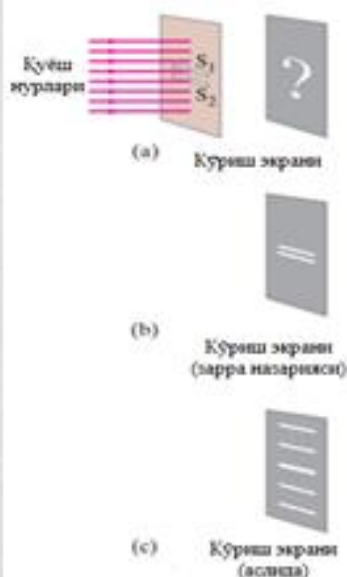 Қуёш
нурлари
S₁
S₂
?
(a)
Кўриш экрани
(b)
Кўриш экрани
(зарра назарияси)
(c)
Кўриш экрани
(аслида)